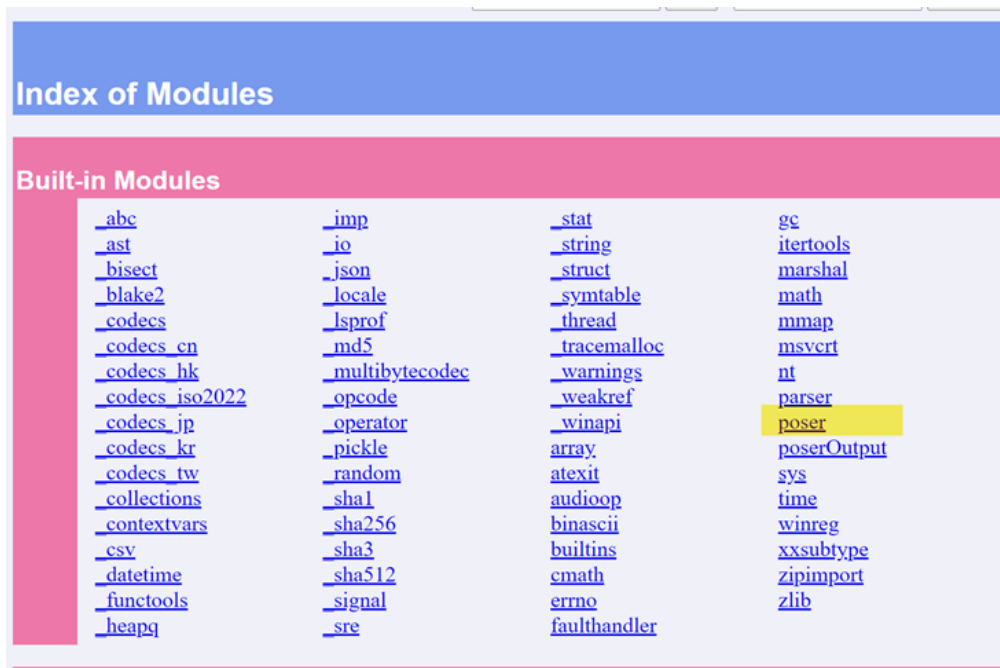 Index of Modules
Built-in Modules
_abc _imp _stat gc
_ast _io _string itertools
_bisect _json _struct marshal
_blake2 _locale _symtable math
_codecs _lsprof _thread mmap
_codecs_cn _md5 _tracemalloc msvcrt
_codecs_hk _multibytecodec _warnings nt
_codecs_iso2022 _opcode _weakref parser
_codecs_jp _operator _winapi poser
_codecs_kr _pickle array poserOutput
_codecs_tw _random atexit sys
_collections _sha1 audioop time
_contextvars _sha256 binascii winreg
_csv _sha3 builtins xxsubtype
_datetime _sha512 cmath zipimport
_functools _signal errno zlib
_heapq _sre faulthandler